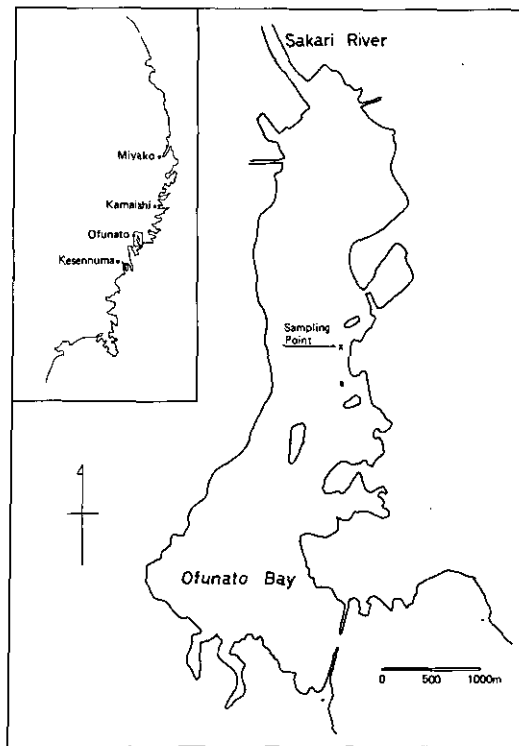 Sakari River
Miyako
Kamaishi
Ofunato
Kesennuma
Sampling
Point
x
Ofunato Bay
0 500 1000m